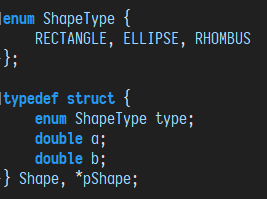 enum ShapeType {
    RECTANGLE, ELLIPSE, RHOMBUS
};

typedef struct {
    enum ShapeType type;
    double a;
    double b;
} Shape, *pShape;